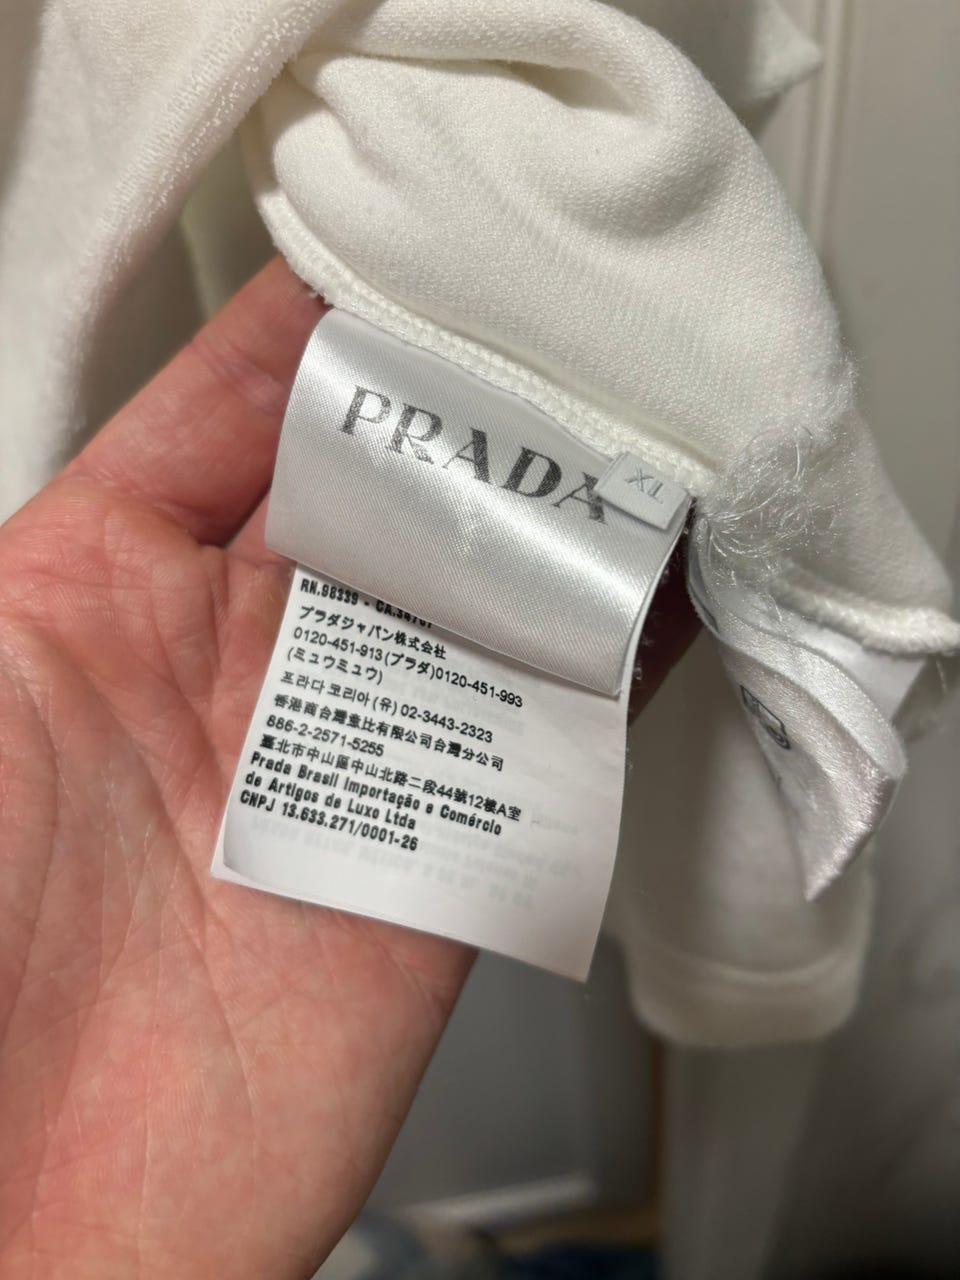 PRADA
XL
RN.98339 - CA.34701
プラダジャパン株式会社
0120-451-913(プラダ)0120-451-993
(ミュウミュウ)
프라다 코리아(유) 02-3443-2323
香港商台灣普比有限公司台灣分公司
886-2-2571-5255
臺北市中山區中山北路二段44號12樓A室
Prada Brasil Importação e Comércio
de Artigos de Luxo Ltda
CNPJ 13.633.271/0001-26